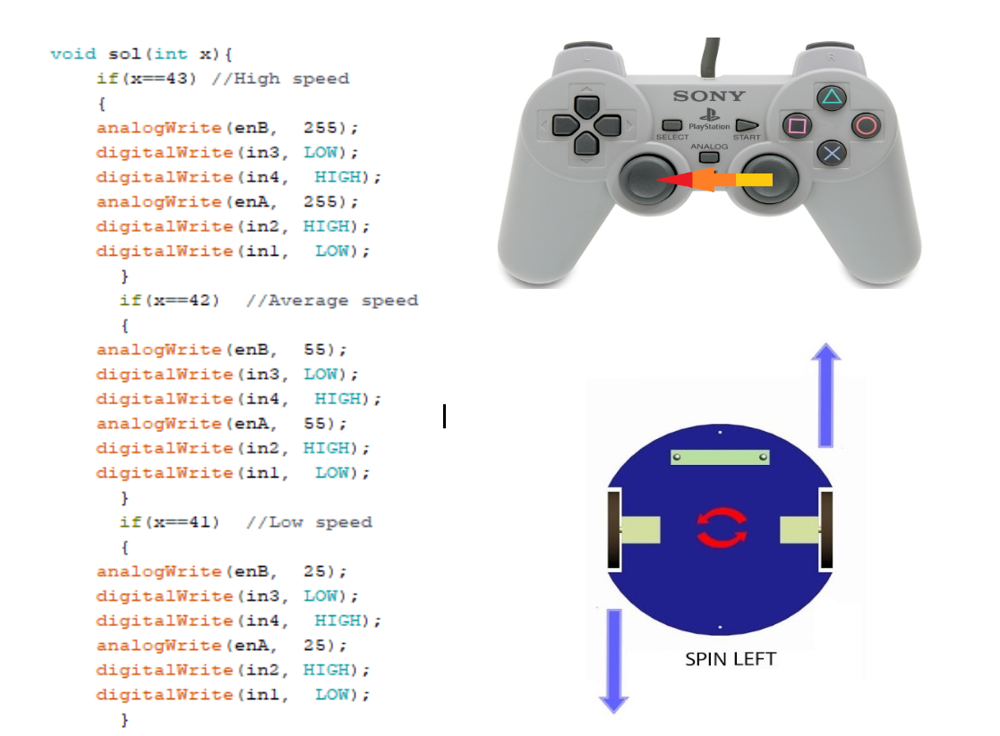 void sol(int x){
if(x==43) //High speed
{
analogWrite(enB, 255);
digitalWrite(in3, LOW);
digitalWrite(in4, HIGH);
analogWrite(enA, 255);
digitalWrite(in2, HIGH);
digitalWrite(in1, LOW);
}
if(x==42) //Average speed
{
analogWrite(enB, 55);
digitalWrite(in3, LOW);
digitalWrite(in4, HIGH);
analogWrite(enA, 55);
digitalWrite(in2, HIGH);
digitalWrite(in1, LOW);
}
if(x==41) //Low speed
{
analogWrite(enB, 25);
digitalWrite(in3, LOW);
digitalWrite(in4, HIGH);
analogWrite(enA, 25);
digitalWrite(in2, HIGH);
digitalWrite(in1, LOW);
}
L
R
SONY
PlayStation
SELECT
START
ANALOG
SPIN LEFT